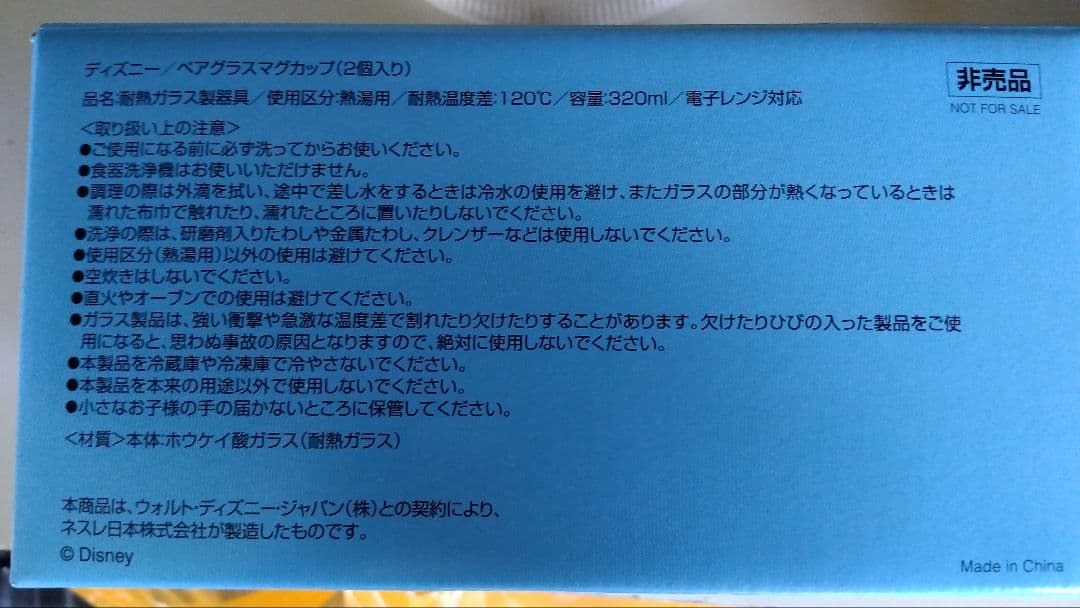 ディズニー／ペアグラスマグカップ（2個入り）
非売品
NOT FOR SALE
品名:耐熱ガラス製器具／使用区分:熱湯用／耐熱温度差:120℃／容量:320ml／電子レンジ対応
＜取り扱い上の注意＞
●ご使用になる前に必ず洗ってからお使いください。
●食器洗浄機はお使いいただけません。
●調理の際は外滴を拭い、途中で差し水をするときは冷水の使用を避け、またガラスの部分が熱くなっているときは
濡れた布巾で触れたり、濡れたところに置いたりしないでください。
●洗浄の際は、研磨剤入りたわしや金属たわし、クレンザーなどは使用しないでください。
●使用区分（熱湯用）以外の使用は避けてください。
●空炊きはしないでください。
●直火やオーブンでの使用は避けてください。
●ガラス製品は、強い衝撃や急激な温度差で割れたり欠けたりすることがあります。欠けたりひびの入った製品をご使
用になると、思わぬ事故の原因となりますので、絶対に使用しないでください。
●本製品を冷蔵庫や冷凍庫で冷やさないでください。
●本製品を本来の用途以外で使用しないでください。
●小さなお子様の手の届かないところに保管してください。
＜材質＞本体:ホウケイ酸ガラス（耐熱ガラス）
本商品は、ウォルト・ディズニー・ジャパン（株）との契約により、
ネスレ日本株式会社が製造したものです。
© Disney
Made in China